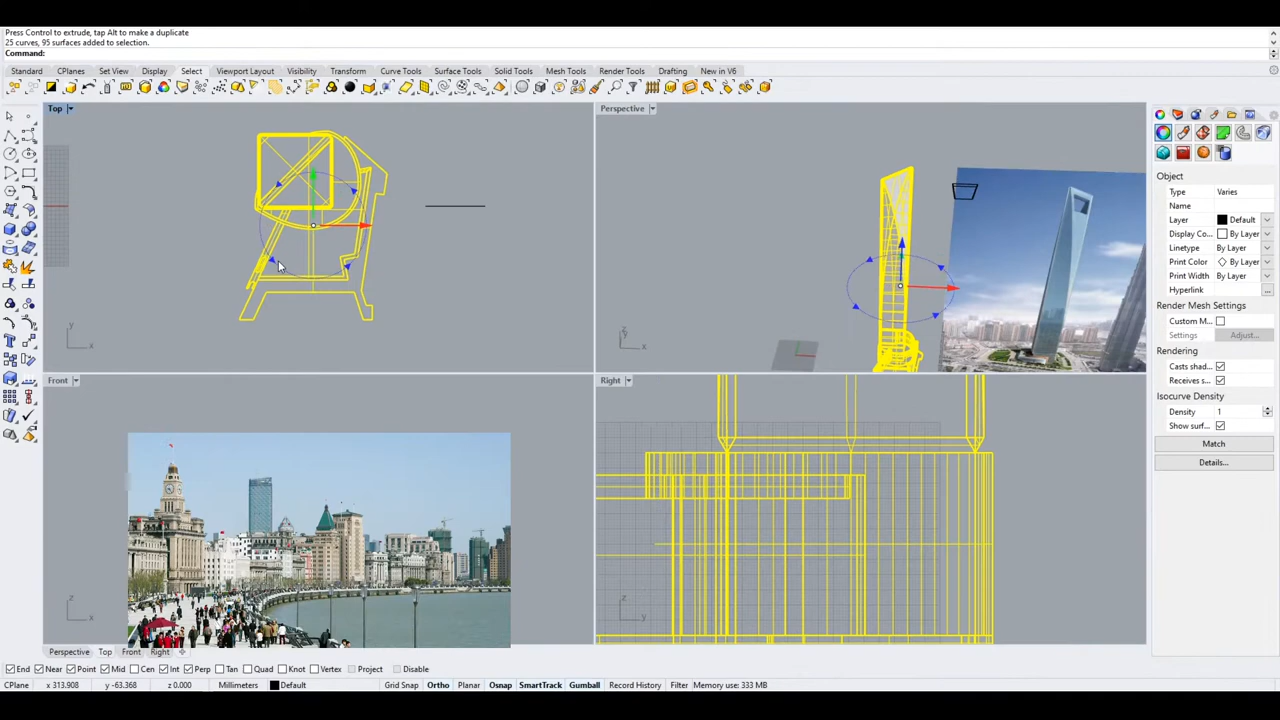 Press Control to extrude, tap Alt to make a duplicate
25 curves, 95 surfaces added to selection.
Command:
Standard CPlanes Set View Display Select Viewport Layout Visibility Transform Curve Tools Surface Tools Solid Tools Mesh Tools Render Tools Drafting New in V6
Top
Perspective
Object
Type Varies
Name
Layer Default
Display Co... By Layer
Linetype By Layer
Print Color By Layer
Print Width By Layer
Hyperlink ...
Render Mesh Settings
Custom M...
Settings Adjust...
Rendering
Casts shad...
Receives s...
Isocurve Density
Density 1
Show surf...
Match
Details...
y
x
z
x
Front
Right
z
x
z
y
Perspective Top Front Right
End Near Point Mid Cen Int Perp Tan Quad Knot Vertex Project Disable
CPlane x 313.908 y -63.368 z 0.000 Millimeters Default Grid Snap Ortho Planar Osnap SmartTrack Gumball Record History Filter Memory use: 333 MB